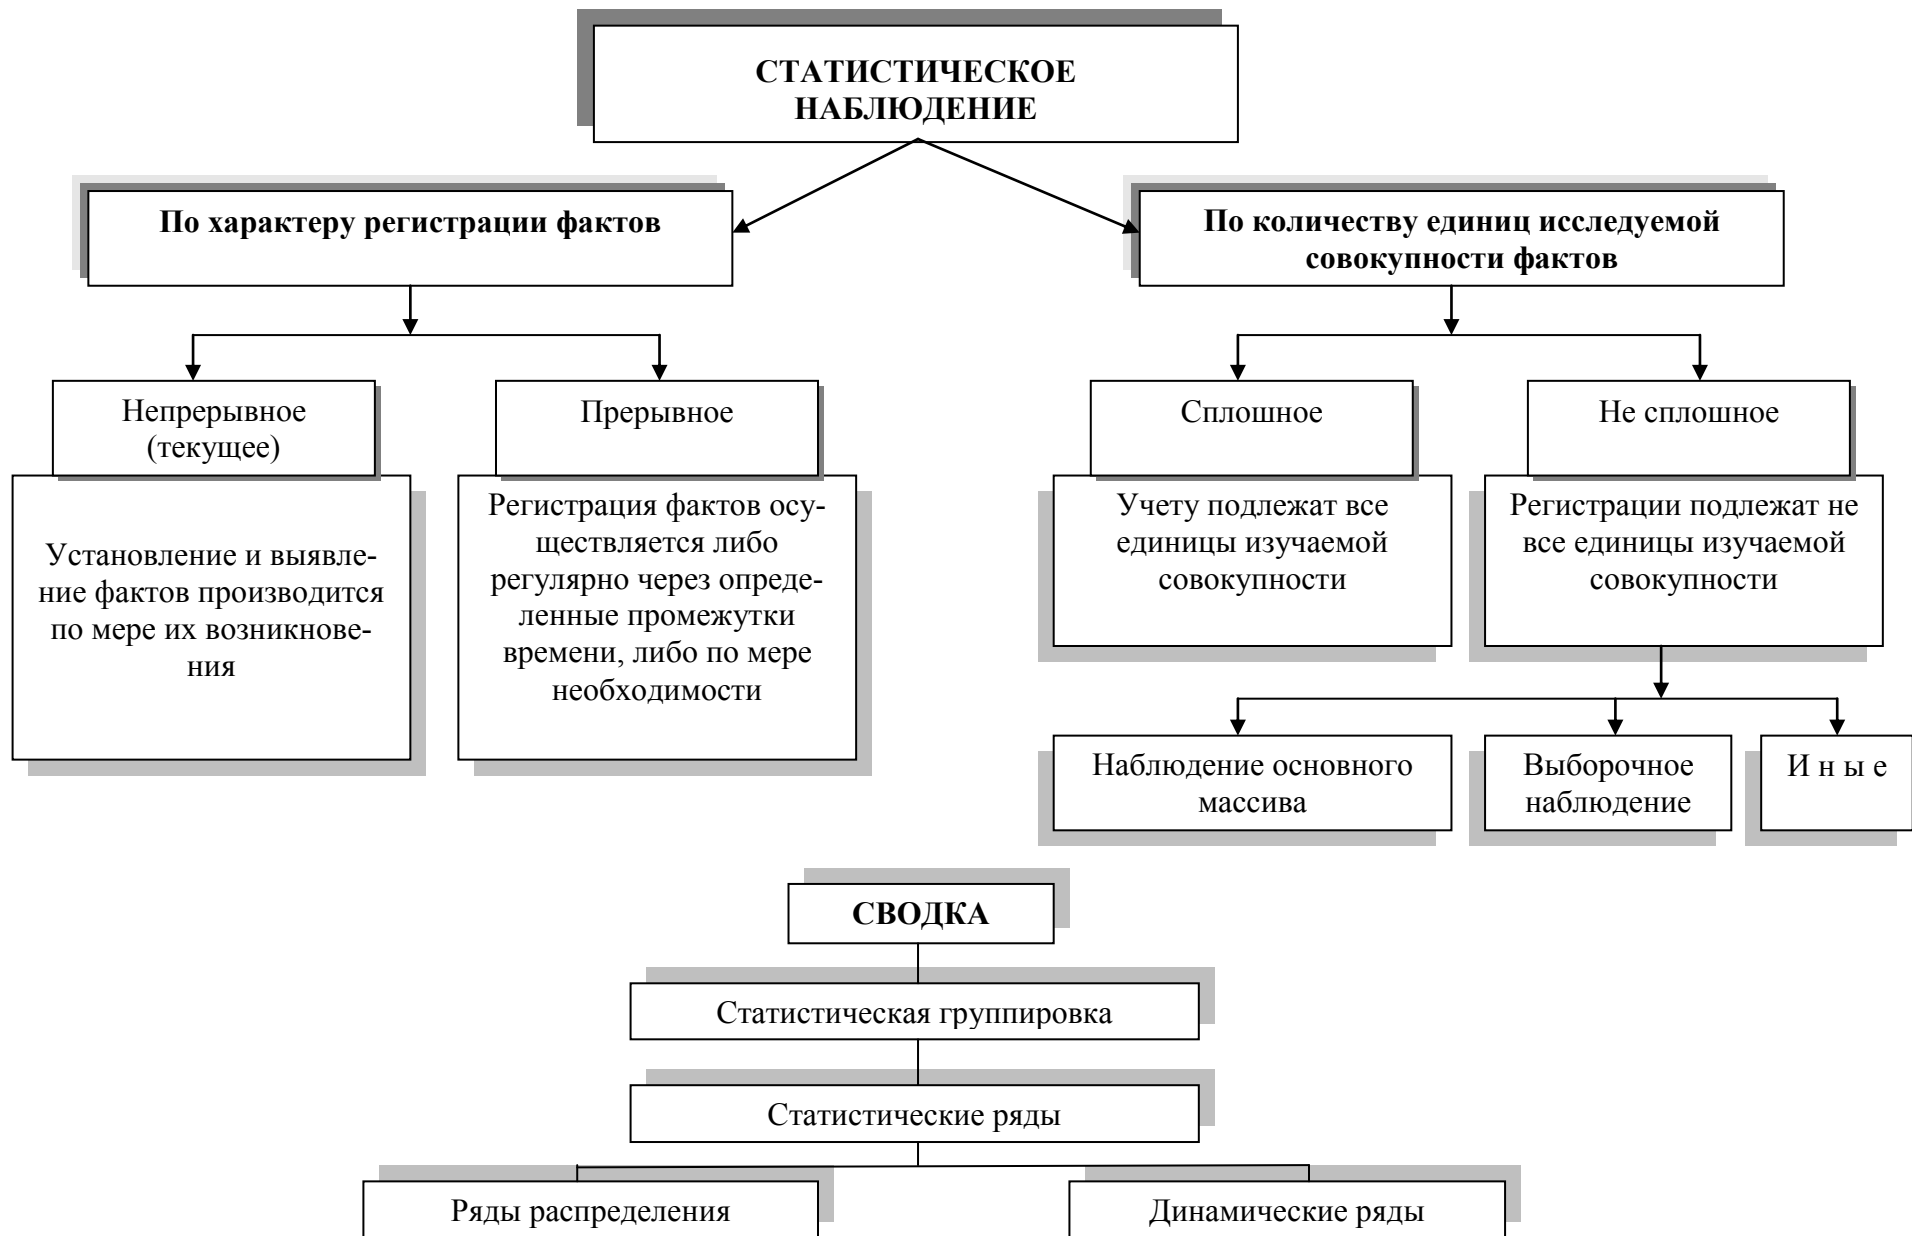 СТАТИСТИЧЕСКОЕ
НАБЛЮДЕНИЕ
По характеру регистрации фактов
По количеству единиц исследуемой
совокупности фактов
Непрерывное
(текущее)
Прерывное
Сплошное
Не сплошное
Установление и выявле-
ние фактов производится
по мере их возникнове-
ния
Регистрация фактов осу-
ществляется либо
регулярно через опреде-
ленные промежутки
времени, либо по мере
необходимости
Учету подлежат все
единицы изучаемой
совокупности
Регистрации подлежат не
все единицы изучаемой
совокупности
Наблюдение основного
массива
Выборочное
наблюдение
И н ы е
СВОДКА
Статистическая группировка
Статистические ряды
Ряды распределения
Динамические ряды